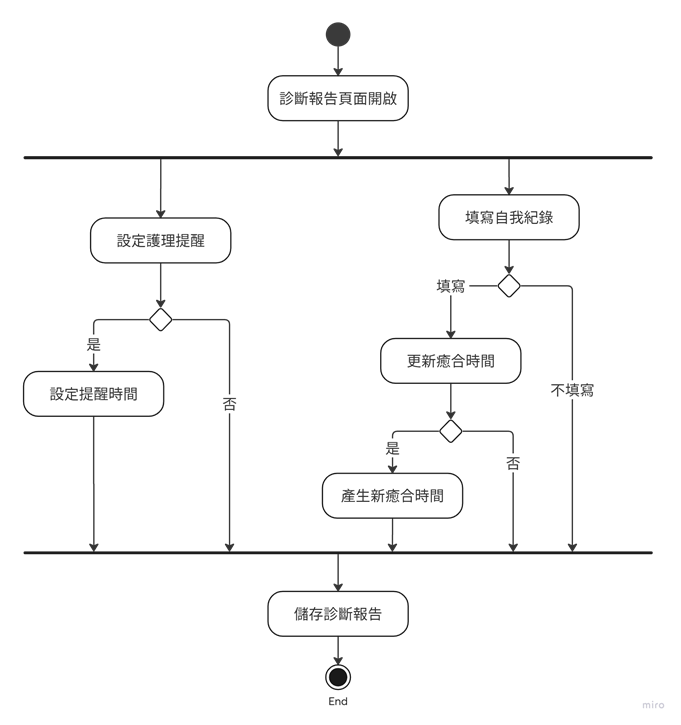 診斷報告頁面開啟
填寫自我紀錄
設定護理提醒
填寫
是
更新癒合時間
設定提醒時間
不填寫
否
是
否
產生新癒合時間
儲存診斷報告
End
miro